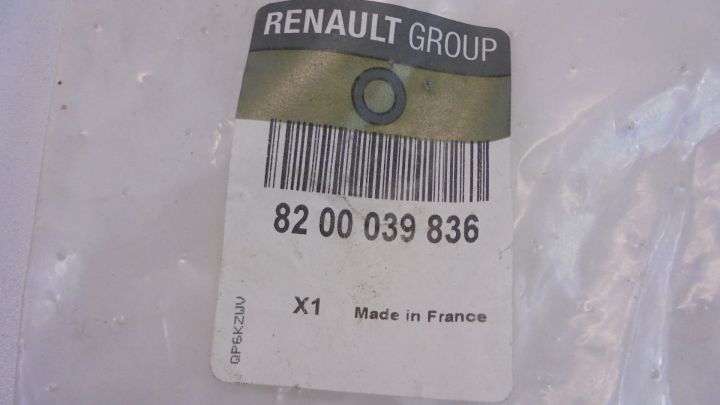 RENAULT GROUP
82 00 039 836
X1 Made in France
QP6KZWV